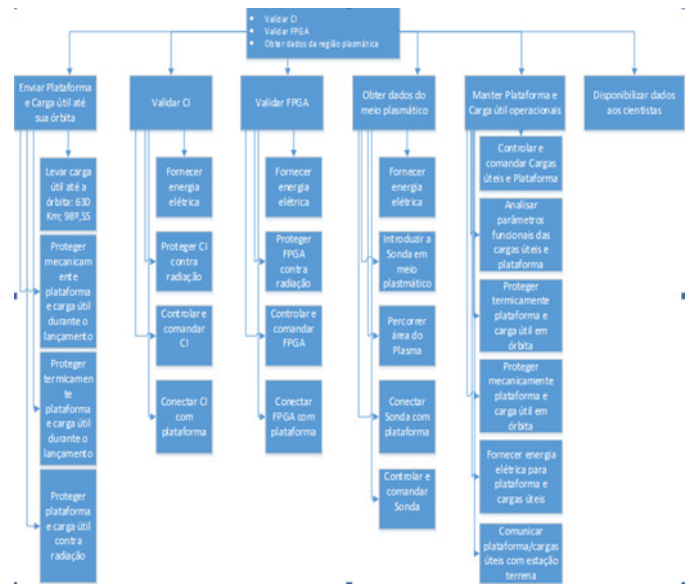 Validar CI
Validar FPGA
Obter dados da região plasmática
Enviar Plataforma
e Carga útil até
sua órbita
Validar CI
Validar FPGA
Obter dados do
meio plasmático
Manter Plataforma e
Carga útil operacionais
Disponibilizar dados
aos cientistas
Levar carga
útil até a
órbita: 630
Km; 98º,SS
Proteger
mecanicame
nte
plataforma
e carga útil
durante o
lançamento
Proteger
termicamen
te
plataforma
e carga útil
durante o
lançamento
Proteger
plataforma
e carga útil
contra
radiação
Fornecer
energia
elétrica
Proteger CI
contra
radiação
Controlar e
comandar
CI
Conectar CI
com
plataforma
Fornecer
energia
elétrica
Proteger
FPGA
contra
radiação
Controlar e
comandar
FPGA
Conectar
FPGA com
plataforma
Fornecer
energia
elétrica
Introduzir a
Sonda em
meio
plastmático
Percorrer
área do
Plasma
Conectar
Sonda com
plataforma
Controlar e
comandar
Sonda
Controlar e
comandar Cargas
úteis e Plataforma
Analisar
parâmetros
funcionais das
cargas úteis e
plataforma
Proteger
termicamente
plataforma e
carga útil em
órbita
Proteger
mecanicamente
plataforma e
carga útil em
órbita
Fornecer energia
elétrica para
plataforma e
cargas úteis
Comunicar
plataforma/cargas
úteis com estação
terrena